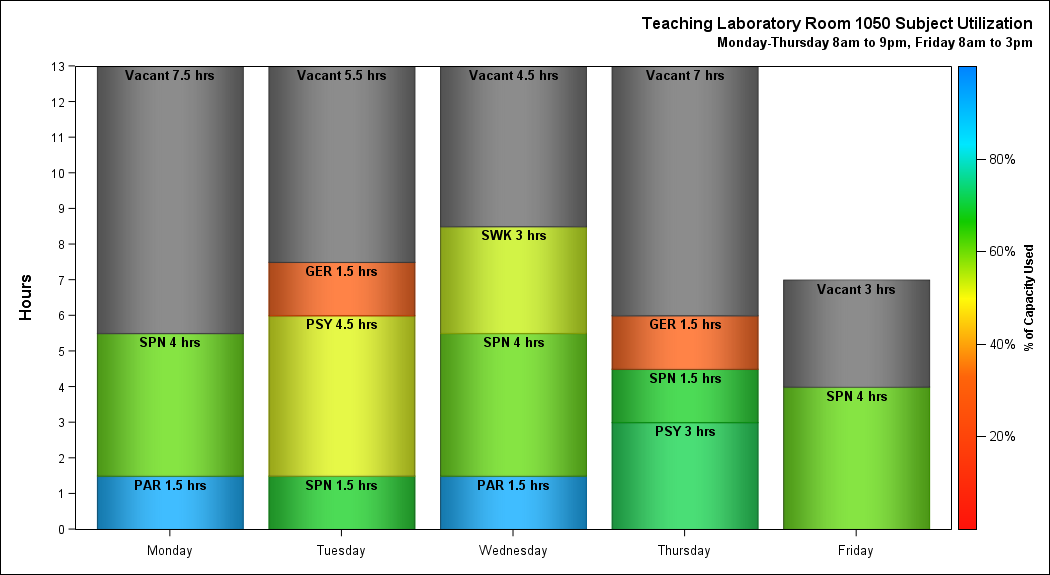 Teaching Laboratory Room 1050 Subject Utilization
Monday-Thursday 8am to 9pm, Friday 8am to 3pm
Hours
13
12
11
10
9
8
7
6
5
4
3
2
1
0
Vacant 7.5 hrs
SPN 4 hrs
PAR 1.5 hrs
Vacant 5.5 hrs
GER 1.5 hrs
PSY 4.5 hrs
SPN 1.5 hrs
Vacant 4.5 hrs
SWK 3 hrs
SPN 4 hrs
PAR 1.5 hrs
Vacant 7 hrs
GER 1.5 hrs
SPN 1.5 hrs
PSY 3 hrs
Vacant 3 hrs
SPN 4 hrs
Monday Tuesday Wednesday Thursday Friday
80%
60%
40%
20%
% of Capacity Used